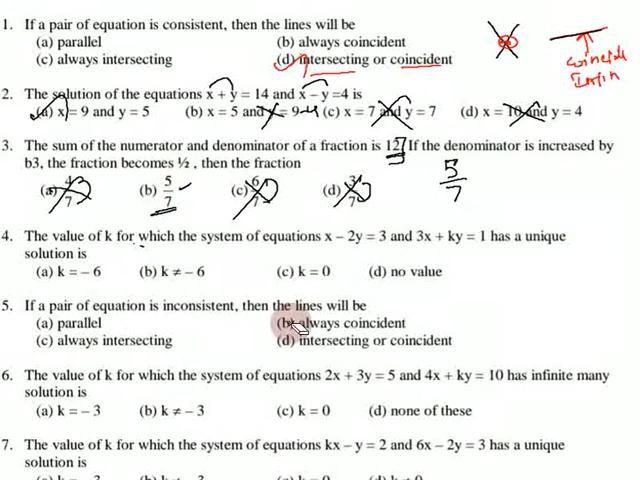 1. If a pair of equation is consistent, then the lines will be
(a) parallel (b) always coincident
(c) always intersecting (d) intersecting or coincident
2. The solution of the equations x + y = 14 and x – y =4 is
(a) x = 9 and y = 5 (b) x = 5 and y = 9 (c) x = 7 and y = 7 (d) x = 10 and y = 4
3. The sum of the numerator and denominator of a fraction is 12. If the denominator is increased by
b3, the fraction becomes ½ , then the fraction
(a) 4/7 (b) 5/7 (c) 6/7 (d) 3/7
5/7
4. The value of k for which the system of equations x – 2y = 3 and 3x + ky = 1 has a unique
solution is
(a) k = – 6 (b) k ≠ – 6 (c) k = 0 (d) no value
5. If a pair of equation is inconsistent, then the lines will be
(a) parallel (b) always coincident
(c) always intersecting (d) intersecting or coincident
6. The value of k for which the system of equations 2x + 3y = 5 and 4x + ky = 10 has infinite many
solution is
(a) k = – 3 (b) k ≠ – 3 (c) k = 0 (d) none of these
7. The value of k for which the system of equations kx – y = 2 and 6x – 2y = 3 has a unique
solution is